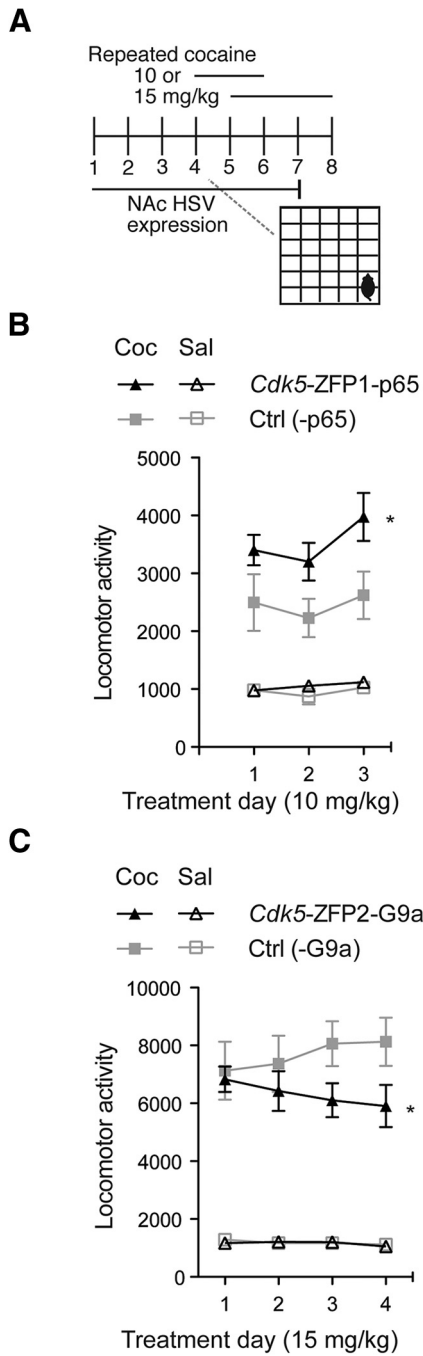 A
Repeated cocaine
10 or
15 mg/kg
1 2 3 4 5 6 7 8
NAc HSV
expression
B
Coc Sal
Cdk5-ZFP1-p65
Ctrl (-p65)
5000
4000
*
3000
2000
1000
0
Locomotor activity
1 2 3
Treatment day (10 mg/kg)
C
Coc Sal
Cdk5-ZFP2-G9a
Ctrl (-G9a)
10000
8000
6000
*
4000
2000
0
Locomotor activity
1 2 3 4
Treatment day (15 mg/kg)